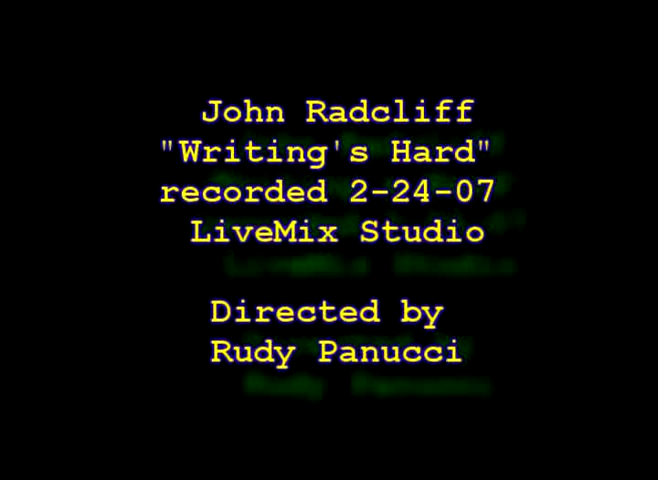 John Radcliff
"Writing's Hard"
recorded 2-24-07
LiveMix Studio
Directed by
Rudy Panucci